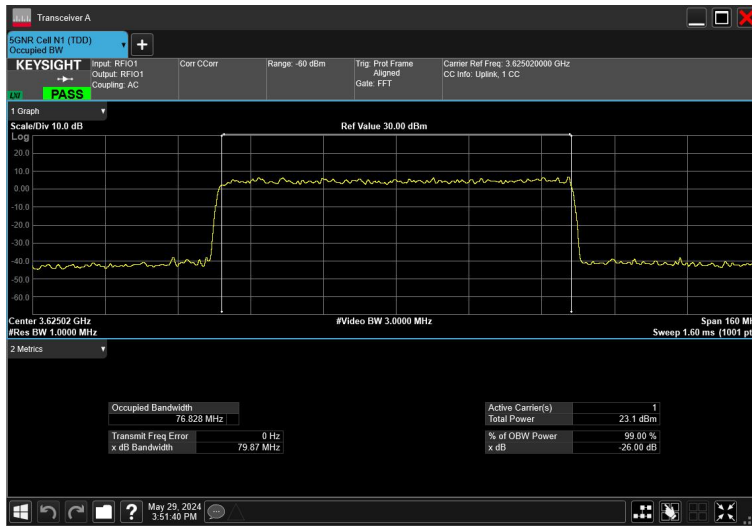 Transceiver A
5GNR Cell N1 (TDD)
Occupied BW
KEYSIGHT
LXI
PASS
Input: RFIO1
Output: RFIO1
Coupling: AC
Corr CCorr
Range: -60 dBm
Trig: Prot Frame
Aligned
Gate: FFT
Carrier Ref Freq: 3.625020000 GHz
CC Info: Uplink, 1 CC
1 Graph
Scale/Div 10.0 dB
Ref Value 30.00 dBm
Log
20.0
10.0
0.00
-10.0
-20.0
-30.0
-40.0
-50.0
-60.0
Center 3.62502 GHz
#Video BW 3.0000 MHz
Span 160 MH
#Res BW 1.0000 MHz
Sweep 1.60 ms (1001 pt
2 Metrics
Occupied Bandwidth
76.828 MHz
Transmit Freq Error 0 Hz
x dB Bandwidth 79.87 MHz
Active Carrier(s) 1
Total Power 23.1 dBm
% of OBW Power 99.00 %
x dB -26.00 dB
?
May 29, 2024
3:51:40 PM